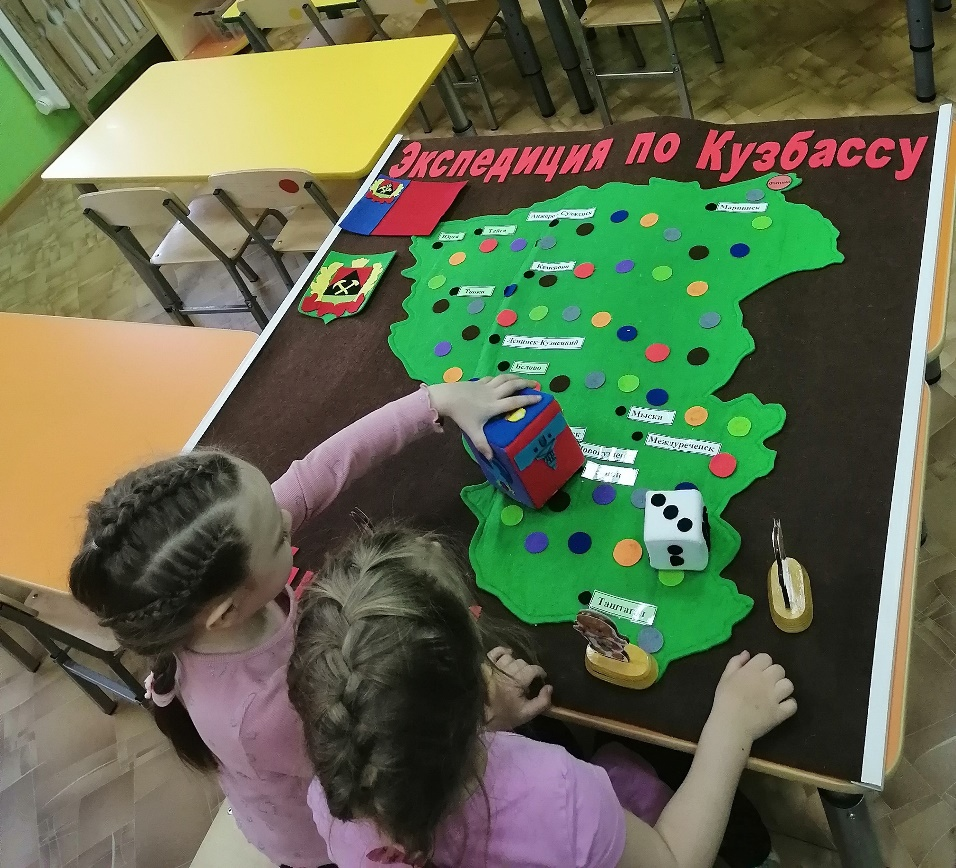 Экспедиция по Кузбассу
Мариинск
Анжеро-Судженск
Тайга
Юрга
Кемерово
Топки
Ленинск-Кузнецкий
Белово
Мыски
Междуреченск
Таштагол